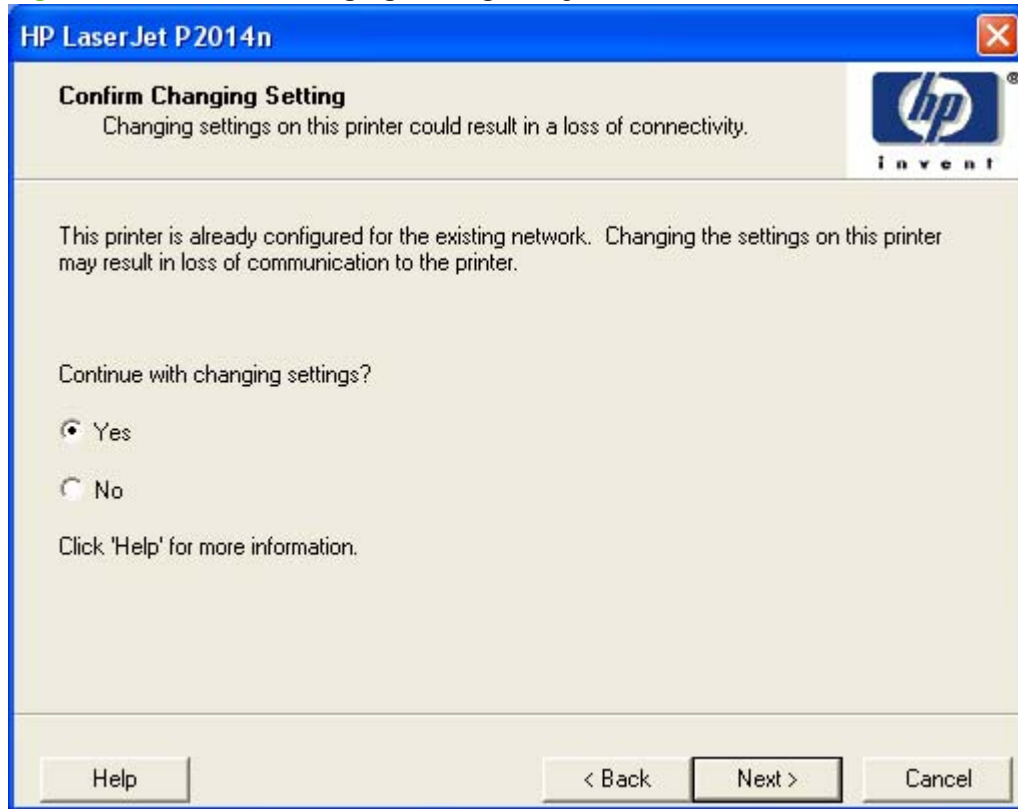 HP LaserJet P2014n
Confirm Changing Setting
Changing settings on this printer could result in a loss of connectivity.
hp
®
invent
This printer is already configured for the existing network. Changing the settings on this printer
may result in loss of communication to the printer.
Continue with changing settings?
Yes
No
Click 'Help' for more information.
Help
< Back
Next >
Cancel